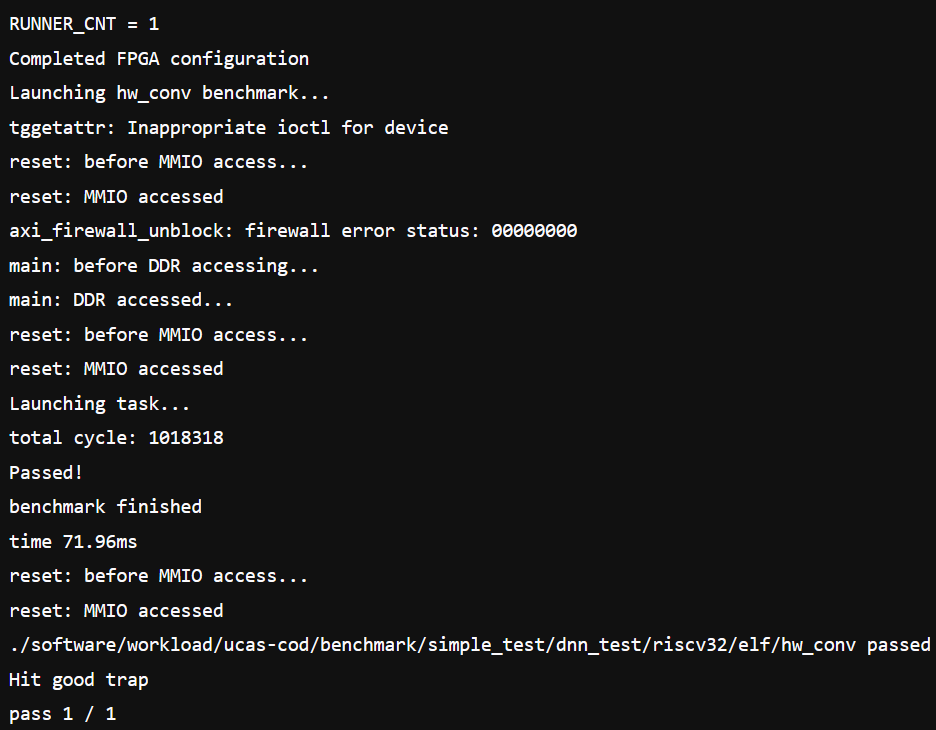 RUNNER_CNT = 1
Completed FPGA configuration
Launching hw_conv benchmark...
tggetattr: Inappropriate ioctl for device
reset: before MMIO access...
reset: MMIO accessed
axi_firewall_unblock: firewall error status: 00000000
main: before DDR accessing...
main: DDR accessed...
reset: before MMIO access...
reset: MMIO accessed
Launching task...
total cycle: 1018318
Passed!
benchmark finished
time 71.96ms
reset: before MMIO access...
reset: MMIO accessed
./software/workload/ucas-cod/benchmark/simple_test/dnn_test/riscv32/elf/hw_conv passed
Hit good trap
pass 1 / 1